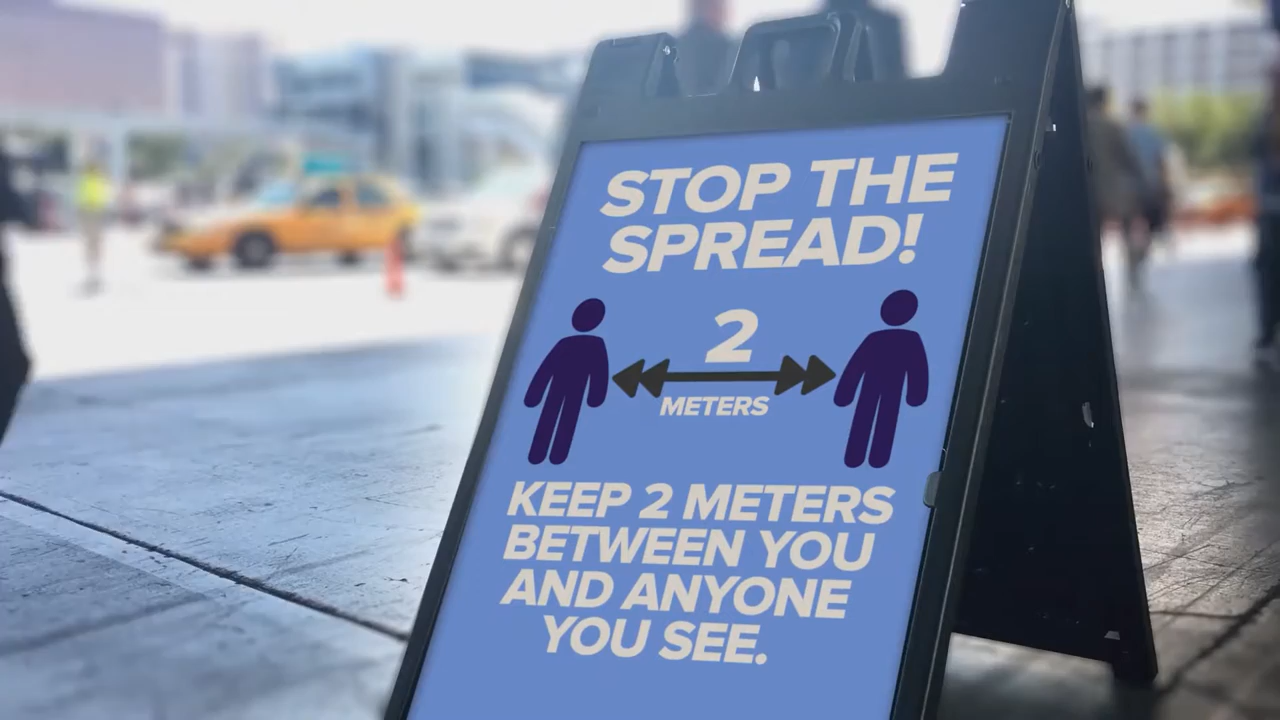 STOP THE
SPREAD!
2
METERS
KEEP 2 METERS
BETWEEN YOU
AND ANYONE
YOU SEE.